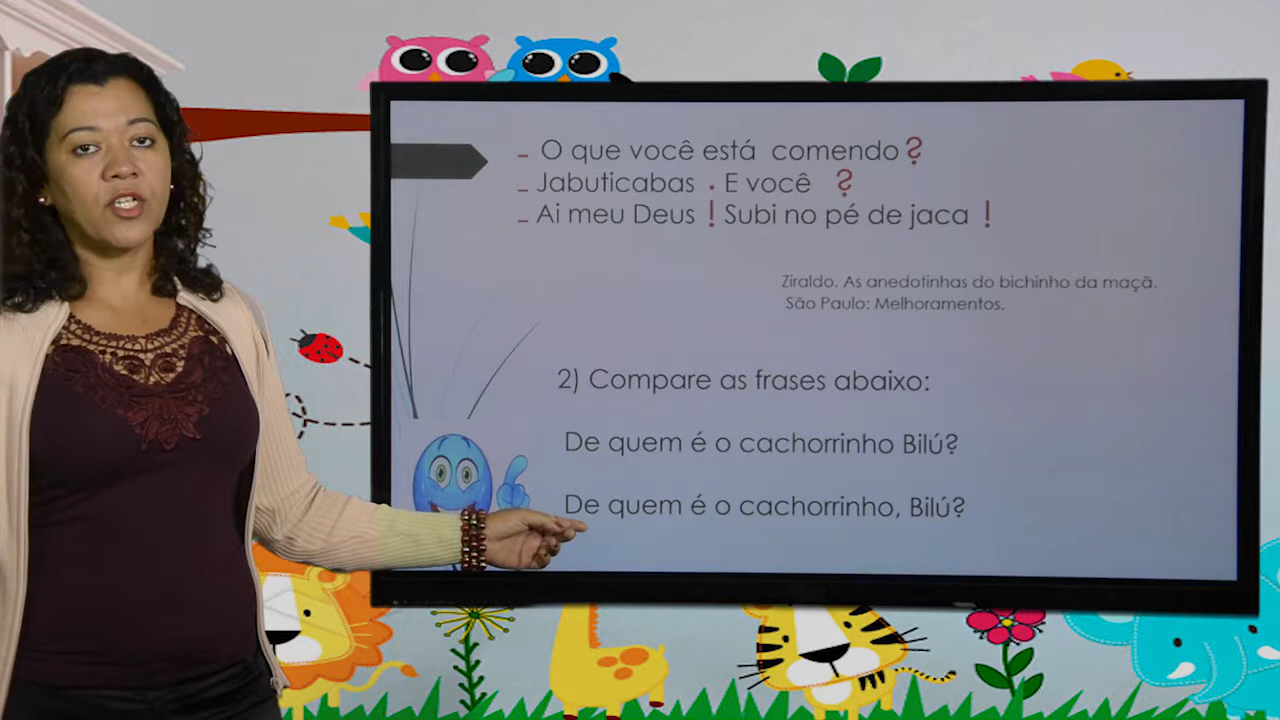 - O que você está comendo?
- Jabuticabas . E você ?
- Ai meu Deus ! Subi no pé de jaca !
Ziraldo. As anedotinhas do bichinho da maçã.
São Paulo: Melhoramentos.
2) Compare as frases abaixo:
De quem é o cachorrinho Bilú?
De quem é o cachorrinho, Bilú?